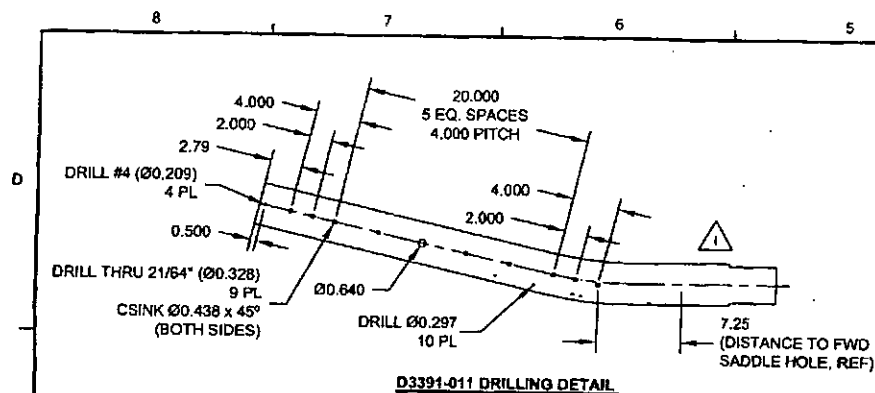 8 7 6 5
D
20.000
5 EQ. SPACES
4.000 PITCH
4.000
2.000
2.79
DRILL #4 (Ø0.209)
4 PL
0.500
DRILL THRU 21/64" (Ø0.328)
9 PL
CSINK Ø0.438 x 45º
(BOTH SIDES)
Ø0.640
DRILL Ø0.297
10 PL
4.000
2.000
1
7.25
(DISTANCE TO FWD
SADDLE HOLE, REF)
D3391-011 DRILLING DETAIL